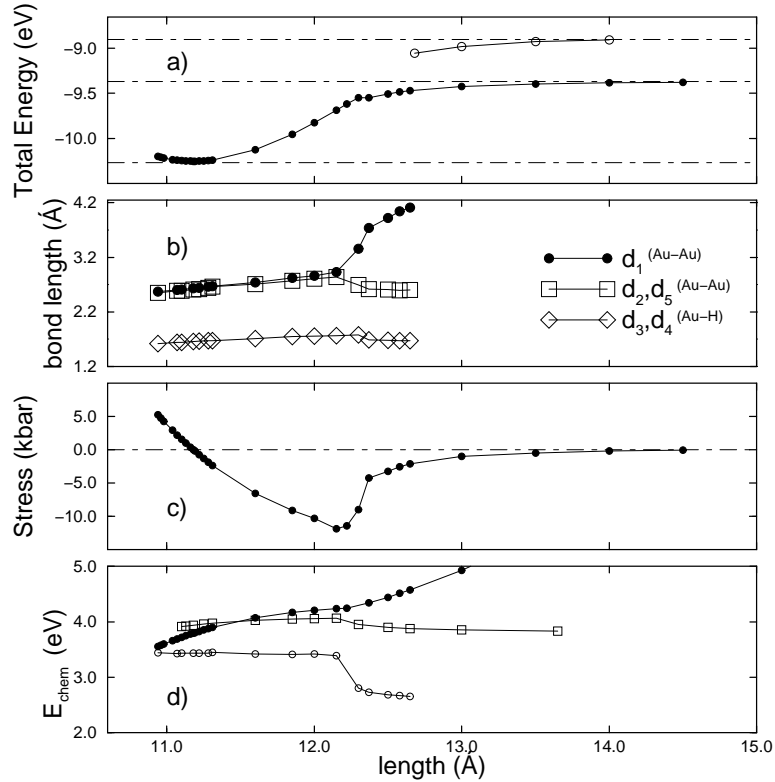 Total Energy (eV)
−9.0
−9.5
−10.0
a)
bond length (Á)
4.2
3.2
2.2
1.2
b)
d1 (Au−Au)
d2,d5 (Au−Au)
d3,d4 (Au−H)
Stress (kbar)
5.0
0.0
−5.0
−10.0
c)
Echem (eV)
5.0
4.0
3.0
2.0
d)
11.0 12.0 13.0 14.0 15.0
length (Á)